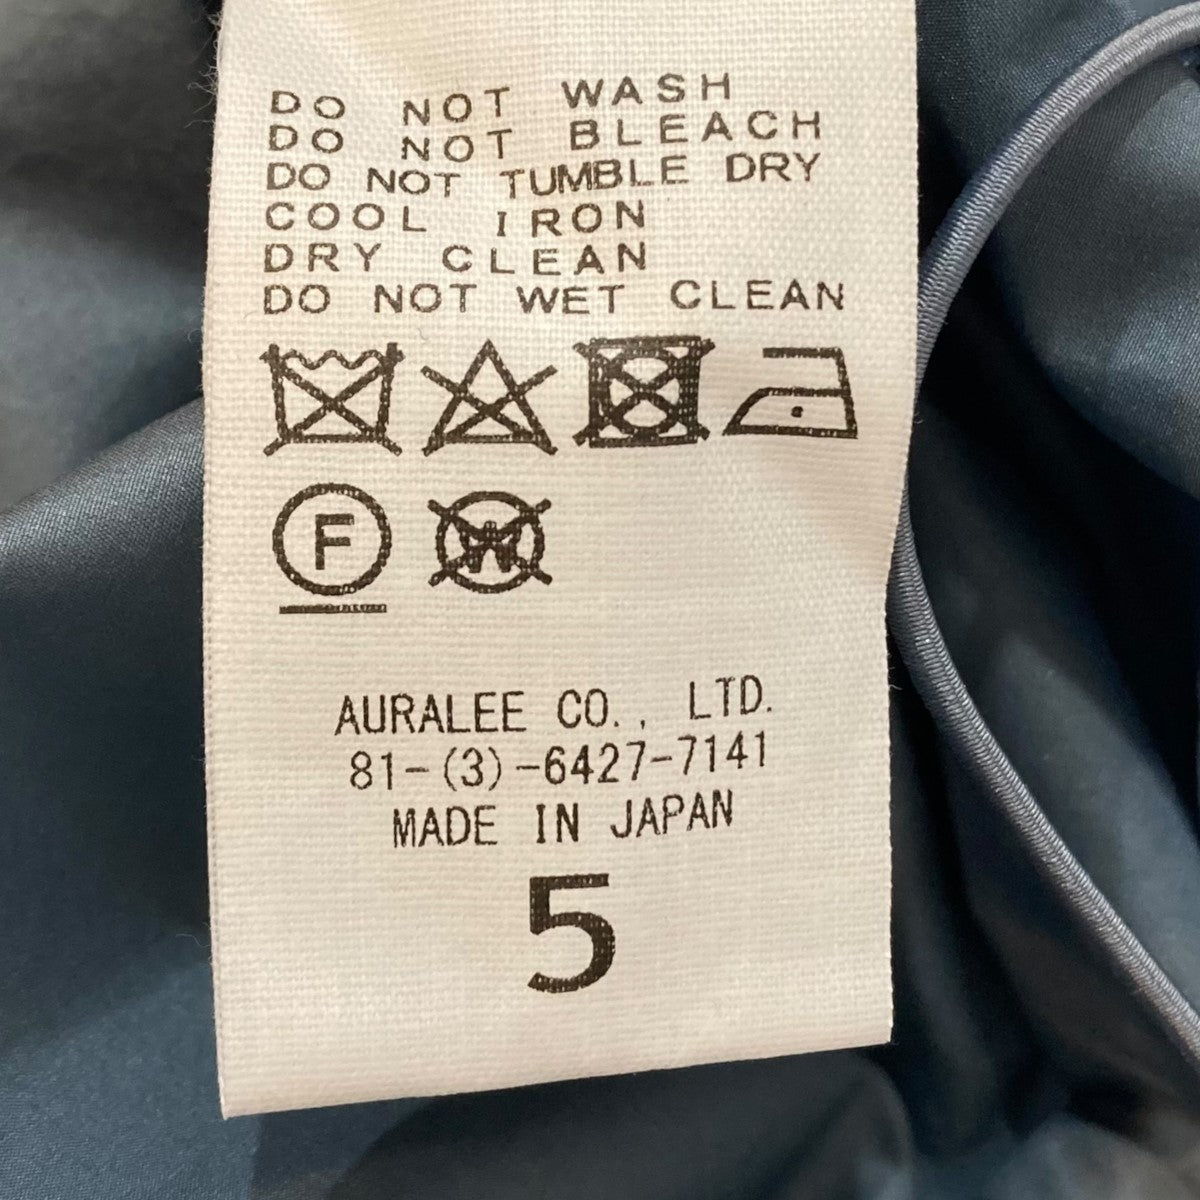 DO NOT WASH
DO NOT BLEACH
DO NOT TUMBLE DRY
COOL IRON
DRY CLEAN
DO NOT WET CLEAN
F W
AURALEE CO., LTD.
81-(3)-6427-7141
MADE IN JAPAN
5